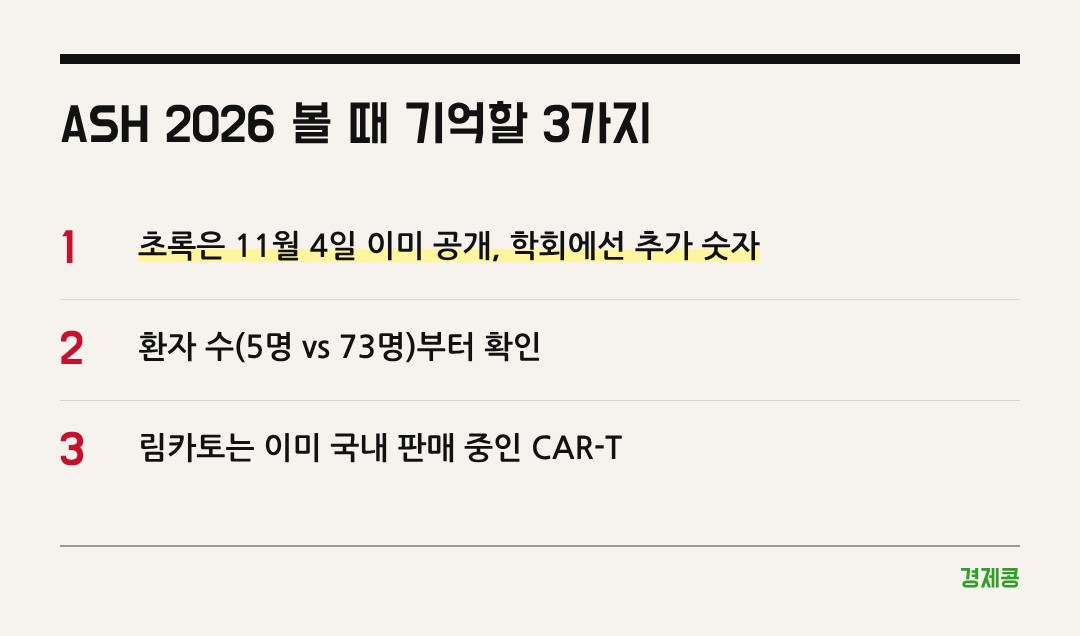 ASH 2026 볼 때 기억할 3가지
1 초록은 11월 4일 이미 공개, 학회에선 추가 숫자
2 환자 수(5명 vs 73명)부터 확인
3 림카토는 이미 국내 판매 중인 CAR-T
경제콩